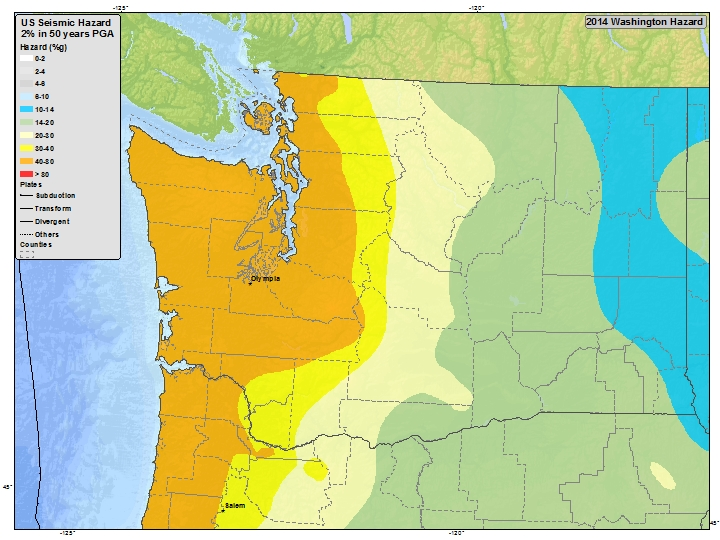 -125°
-120°
US Seismic Hazard
2% in 50 years PGA
Hazard (%g)
0-2
2-4
4-6
6-10
10-14
14-20
20-30
30-40
40-80
> 80
Plates
Subduction
Transform
Divergent
Others
Counties
2014 Washington Hazard
Olympia
Salem
45°
45°
-125°
-120°